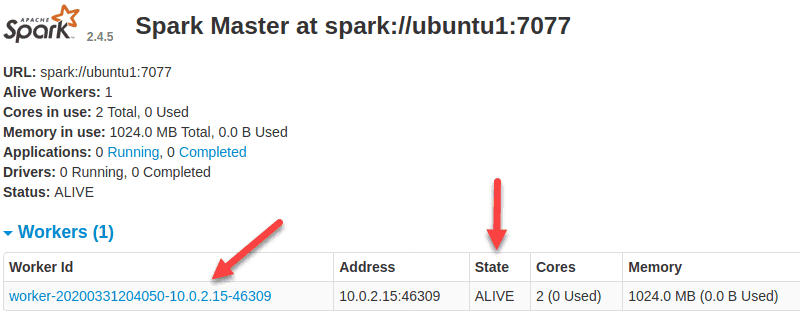 APACHE
Spark 2.4.5 Spark Master at spark://ubuntu1:7077
URL: spark://ubuntu1:7077
Alive Workers: 1
Cores in use: 2 Total, 0 Used
Memory in use: 1024.0 MB Total, 0.0 B Used
Applications: 0 Running, 0 Completed
Drivers: 0 Running, 0 Completed
Status: ALIVE
Workers (1)
Worker Id Address State Cores Memory
worker-20200331204050-10.0.2.15-46309 10.0.2.15:46309 ALIVE 2 (0 Used) 1024.0 MB (0.0 B Used)